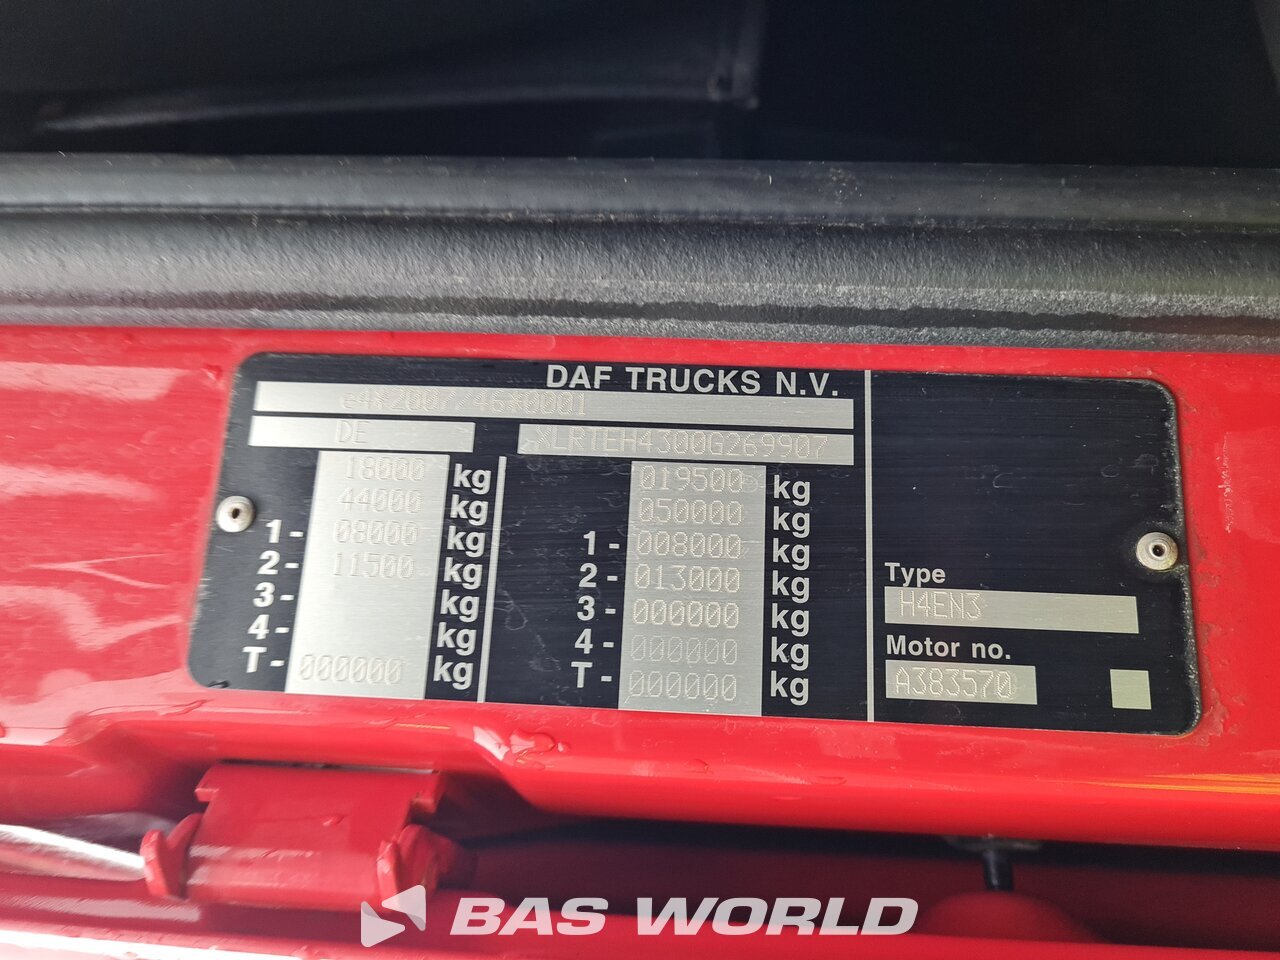 DAF TRUCKS N.V.
e4*2007/46*0001
DE
XLRTEH4300G269907
18000 kg
44000 kg
1 - 08000 kg
2 - 11500 kg
3 - kg
4 - kg
T - 000000 kg
019500 kg
050000 kg
1 - 008000 kg
2 - 013000 kg
3 - 000000 kg
4 - 000000 kg
T - 000000 kg
Type
H4EN3
Motor no.
A383570
BAS WORLD